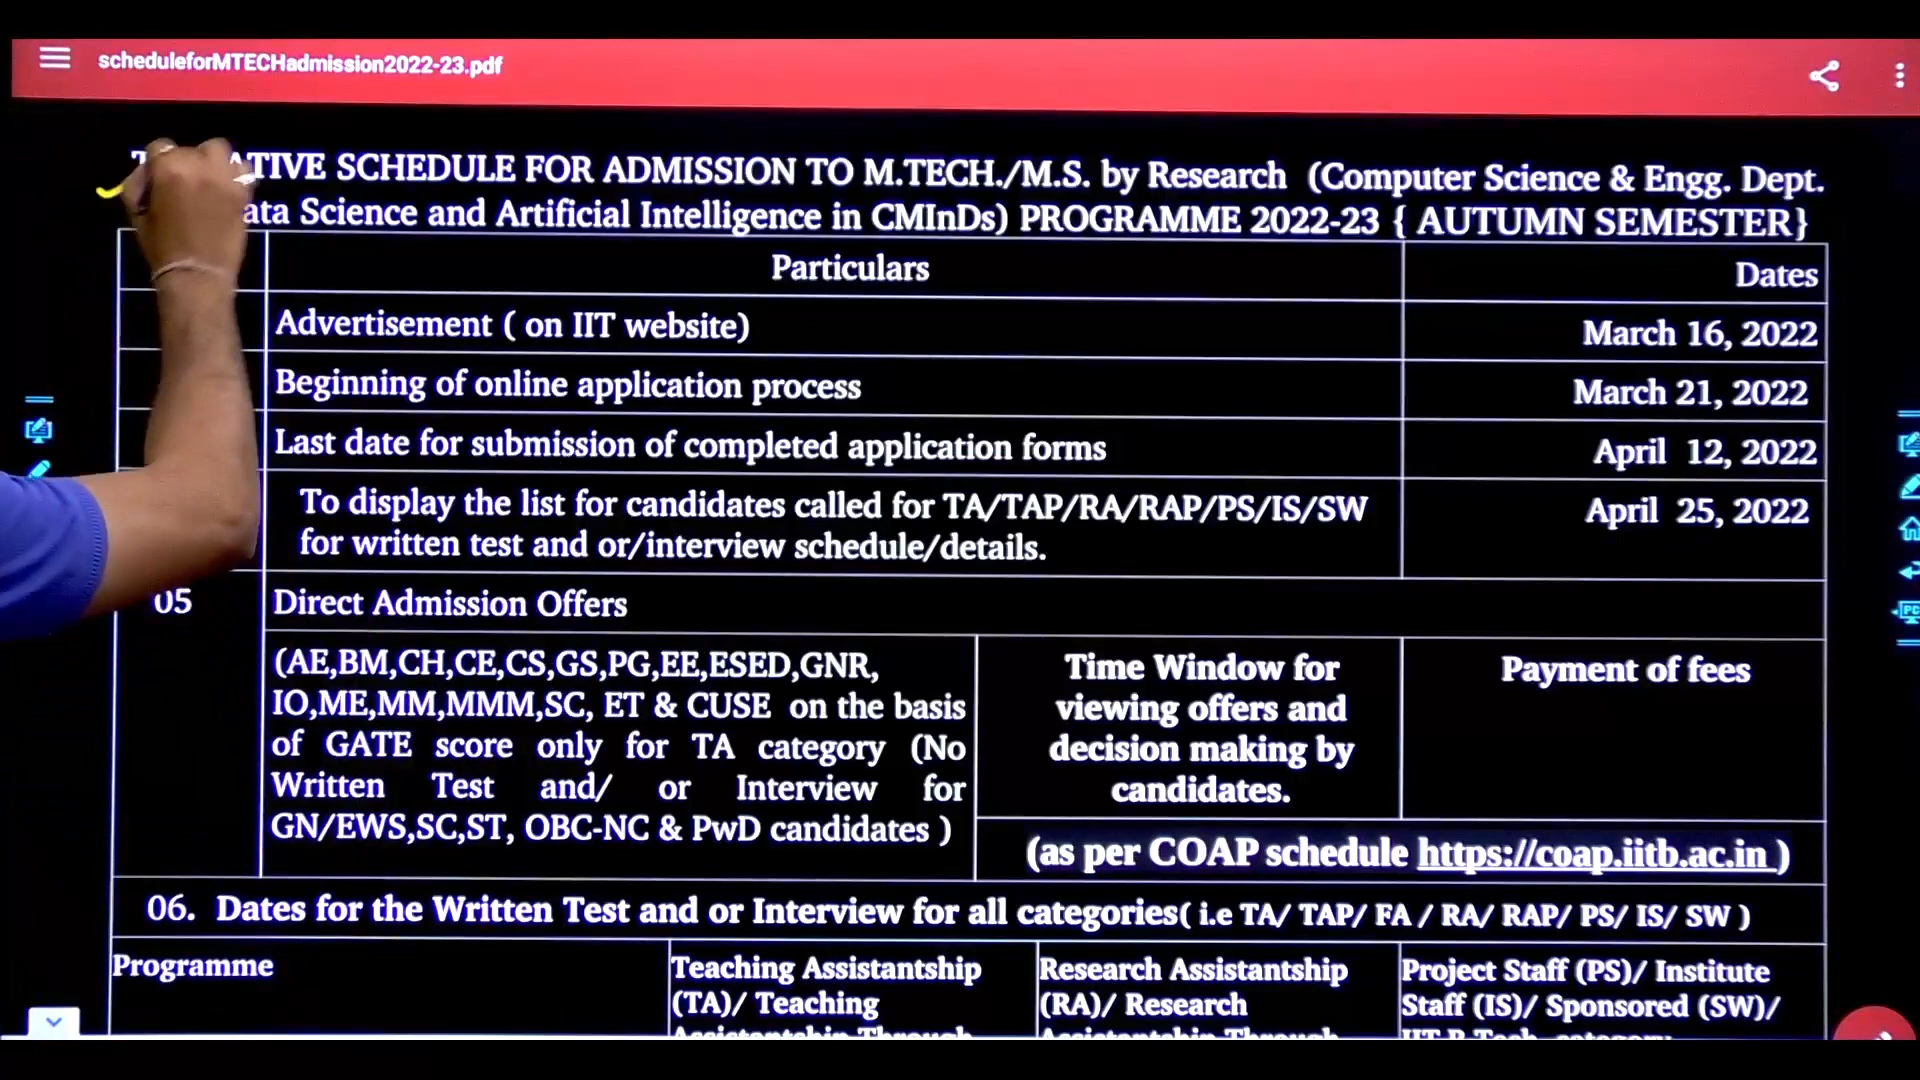 scheduleforMTECHadmission2022-23.pdf
SCHEDULE FOR ADMISSION TO M.TECH./M.S. by Research (Computer Science & Engg. Dept.
Science and Artificial Intelligence in CMInDs) PROGRAMME 2022-23 { AUTUMN SEMESTER}
Particulars Dates
Advertisement ( on IIT website) March 16, 2022
Beginning of online application process March 21, 2022
Last date for submission of completed application forms April 12, 2022
To display the list for candidates called for TA/TAP/RA/RAP/PS/IS/SW April 25, 2022
for written test and or/interview schedule/details.
05 Direct Admission Offers
(AE,BM,CH,CE,CS,GS,PG,EE,ESED,GNR,
IO,ME,MM,MMM,SC, ET & CUSE on the basis
of GATE score only for TA category (No
Written Test and/ or Interview for
GN/EWS,SC,ST, OBC-NC & PwD candidates )
Time Window for
viewing offers and
decision making by
candidates.
Payment of fees
(as per COAP schedule https://coap.iitb.ac.in )
06. Dates for the Written Test and or Interview for all categories( i.e TA/ TAP/ FA / RA/ RAP/ PS/ IS/ SW )
Programme
Teaching Assistantship
(TA)/ Teaching
Research Assistantship
(RA)/ Research
Project Staff (PS)/ Institute
Staff (IS)/ Sponsored (SW)/